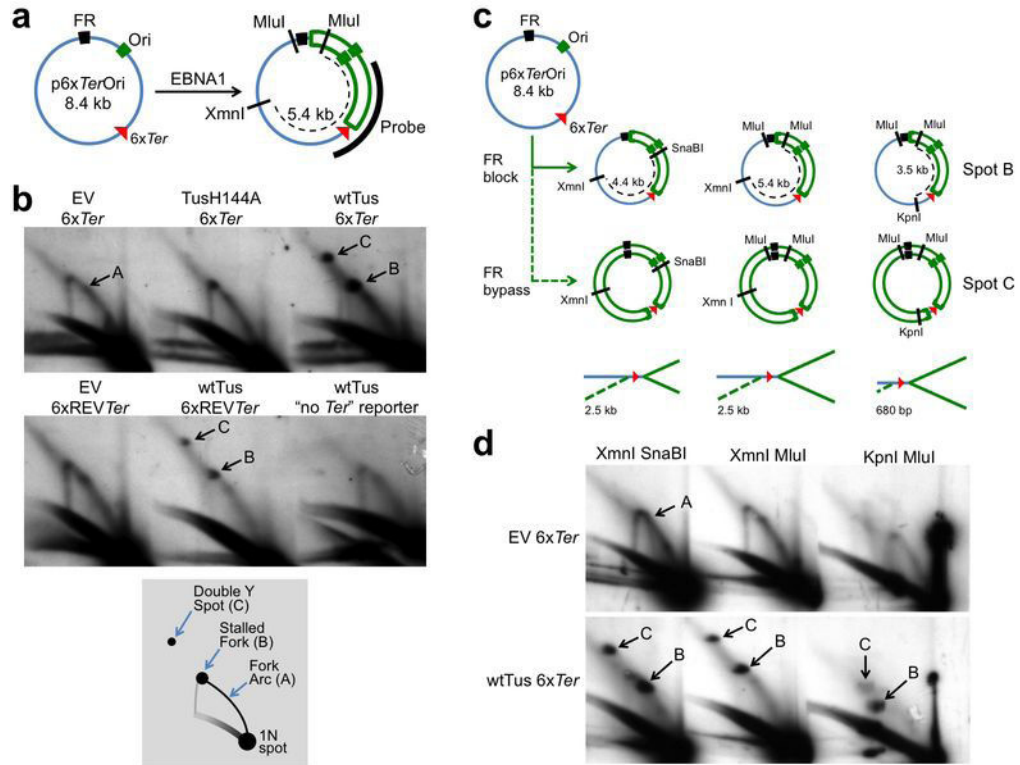 a
FR
Ori
p6xTerOri
8.4 kb
6xTer
EBNA1
MluI
MluI
XmnI
5.4 kb
Probe
b
EV
6xTer
TusH144A
6xTer
wtTus
6xTer
A
C
B
EV
6xREVTer
wtTus
6xREVTer
wtTus
"no Ter" reporter
C
B
Double Y
Spot (C)
Stalled
Fork (B)
Fork
Arc (A)
1N
spot
c
FR
Ori
p6xTerOri
8.4 kb
6xTer
FR
block
SnaBI
XmnI
4.4 kb
MluI
MluI
XmnI
5.4 kb
MluI
MluI
3.5 kb
KpnI
Spot B
FR
bypass
SnaBI
XmnI
MluI
MluI
Xmn I
MluI
MluI
KpnI
Spot C
2.5 kb
2.5 kb
680 bp
d
XmnI SnaBI
XmnI MluI
KpnI MluI
EV 6xTer
A
wtTus 6xTer
C
B
C
B
C
B